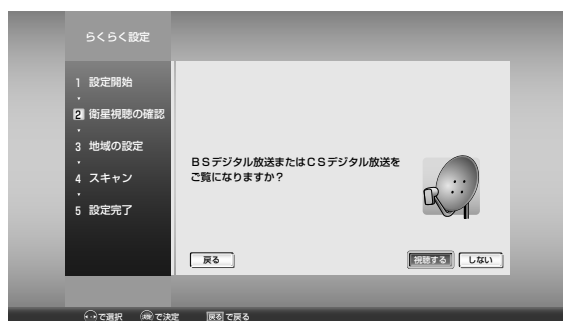 らくらく設定
1 設定開始
2 衛星視聴の確認
3 地域の設定
4 スキャン
5 設定完了
BSデジタル放送またはCSデジタル放送を
ご覧になりますか?
戻る 視聴する しない
で選択 決定 で決定 戻る で戻る